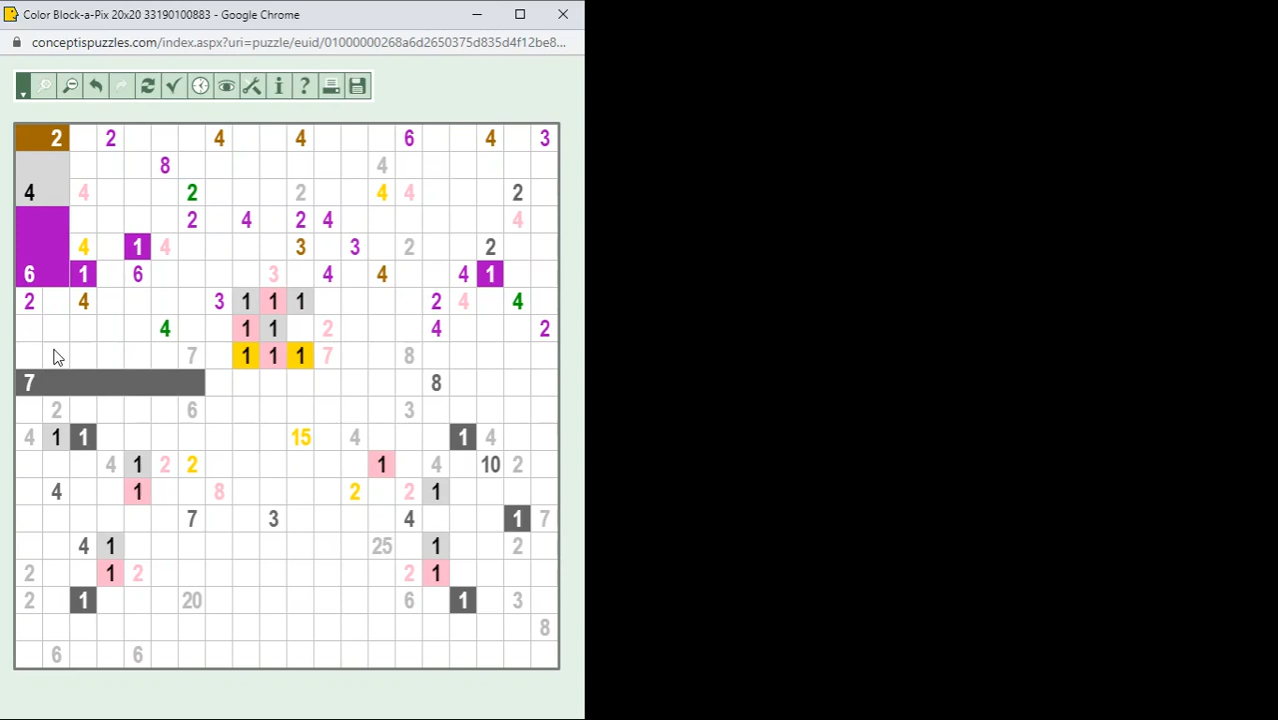 Color Block-a-Pix 20x20 33190100883 - Google Chrome
conceptispuzzles.com/index.aspx?uri=puzzle/euid/01000000268a6d2650375d835d4f12be8...
2 2 4 4 6 4 3
8 4
4 4 2 2 4 4 2
2 4 2 4 4
4 1 4 3 3 2 2
6 1 6 3 4 4 4 1
2 4 3 1 1 1 2 4 4
4 1 1 2 4 2
7 1 1 1 7 8
7 8
2 6 3
4 1 1 15 4 1 4
4 1 2 2 1 4 10 2
4 1 8 2 2 1
7 3 4 1 7
4 1 25 1 2
2 1 2 2 1
2 1 20 6 1 3
8
6 6